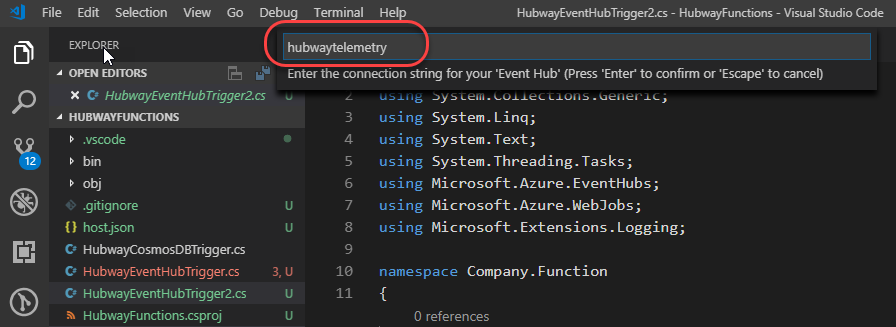 File Edit Selection View Go Debug Terminal Help HubwayEventHubTrigger2.cs - HubwayFunctions - Visual Studio Code
EXPLORER
hubwaytelemetry
Enter the connection string for your 'Event Hub' (Press 'Enter' to confirm or 'Escape' to cancel)
OPEN EDITORS
HubwayEventHubTrigger2.cs U
HUBWAYFUNCTIONS
.vscode
bin
obj
.gitignore U
host.json U
HubwayCosmosDBTrigger.cs
HubwayEventHubTrigger.cs 3, U
HubwayEventHubTrigger2.cs U
HubwayFunctions.csproj U
12
2 using System.Collections.Generic;
3 using System.Linq;
4 using System.Text;
5 using System.Threading.Tasks;
6 using Microsoft.Azure.EventHubs;
7 using Microsoft.Azure.WebJobs;
8 using Microsoft.Extensions.Logging;
9
10 namespace Company.Function
11 {
0 references